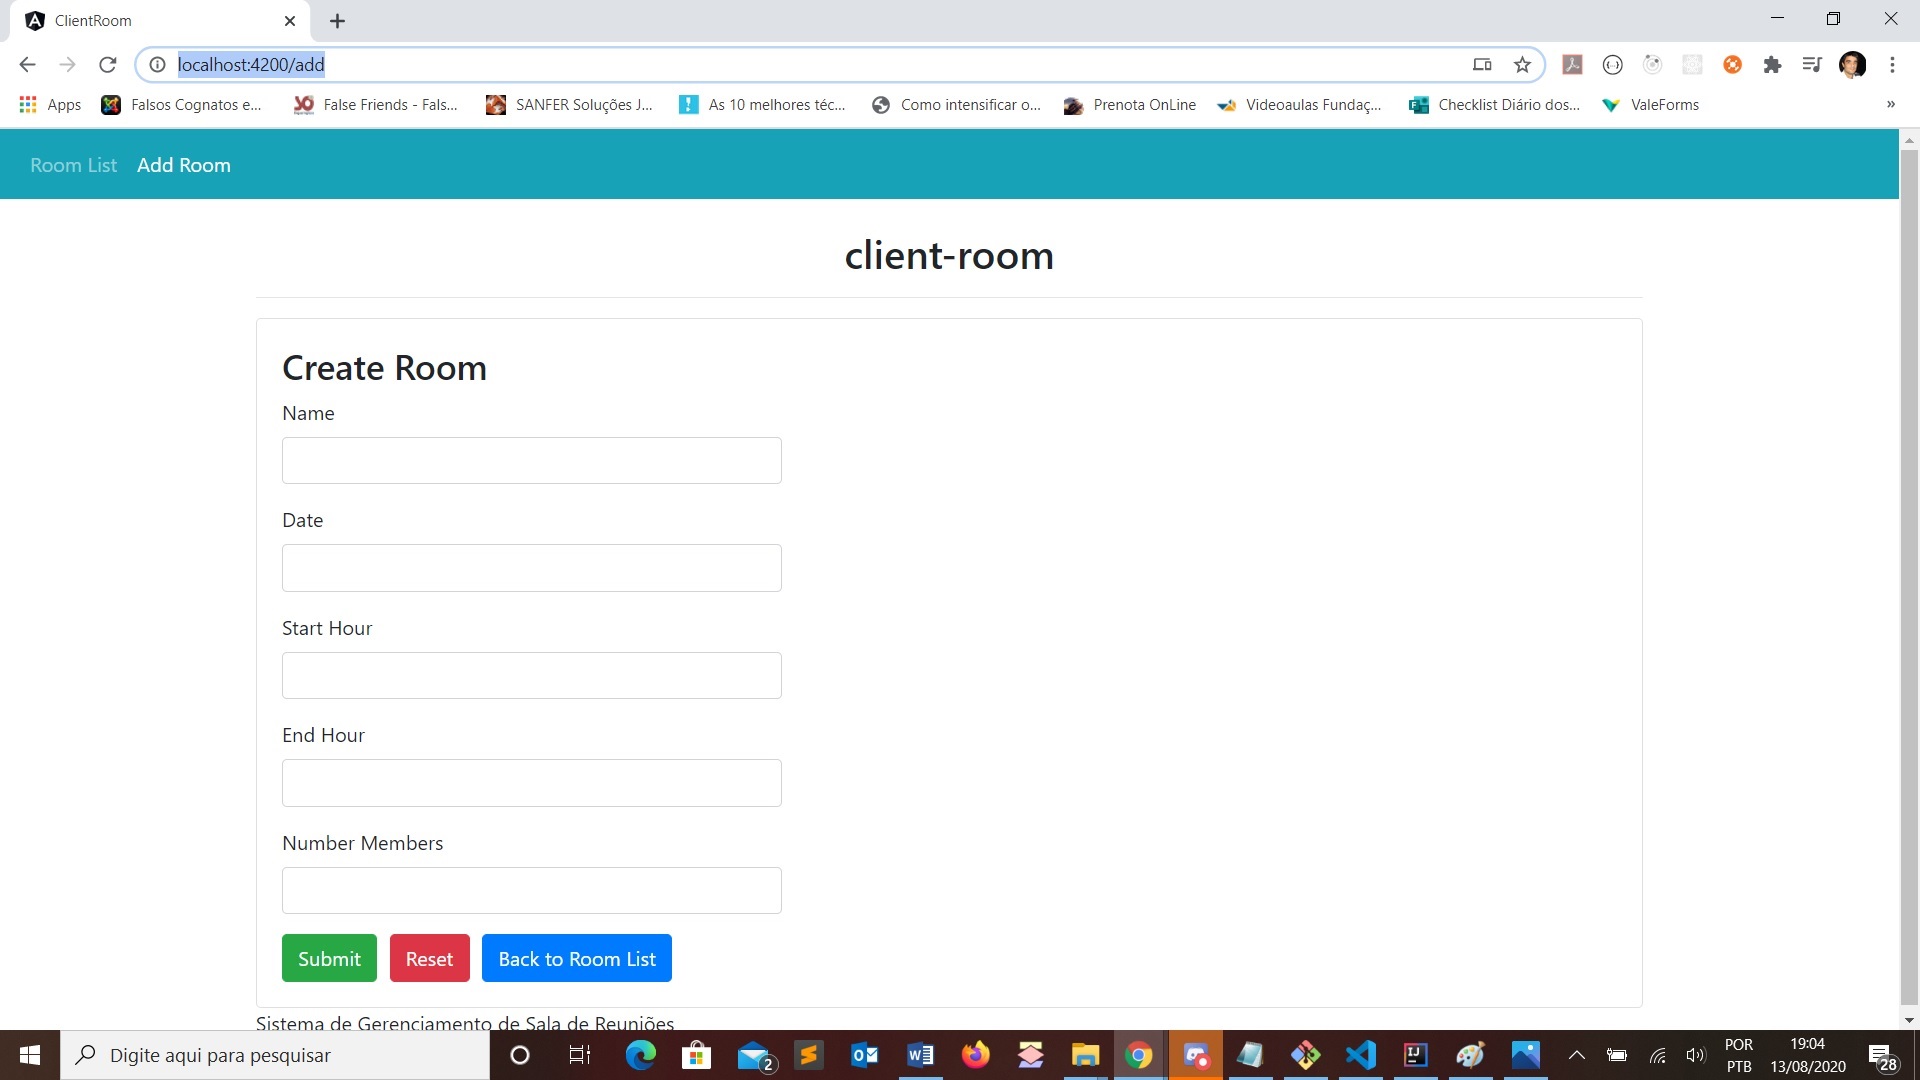 ClientRoom
localhost:4200/add
Apps Falsos Cognatos e... False Friends - Fals... SANFER Soluções J... As 10 melhores téc... Como intensificar o... Prenota OnLine Videoaulas Fundaç... Checklist Diário dos... ValeForms »
Room List Add Room
client-room
Create Room
Name
Date
Start Hour
End Hour
Number Members
Submit Reset Back to Room List
Sistema de Gerenciamento de Sala de Reuniões
Digite aqui para pesquisar 2 POR PTB 19:04 13/08/2020 28